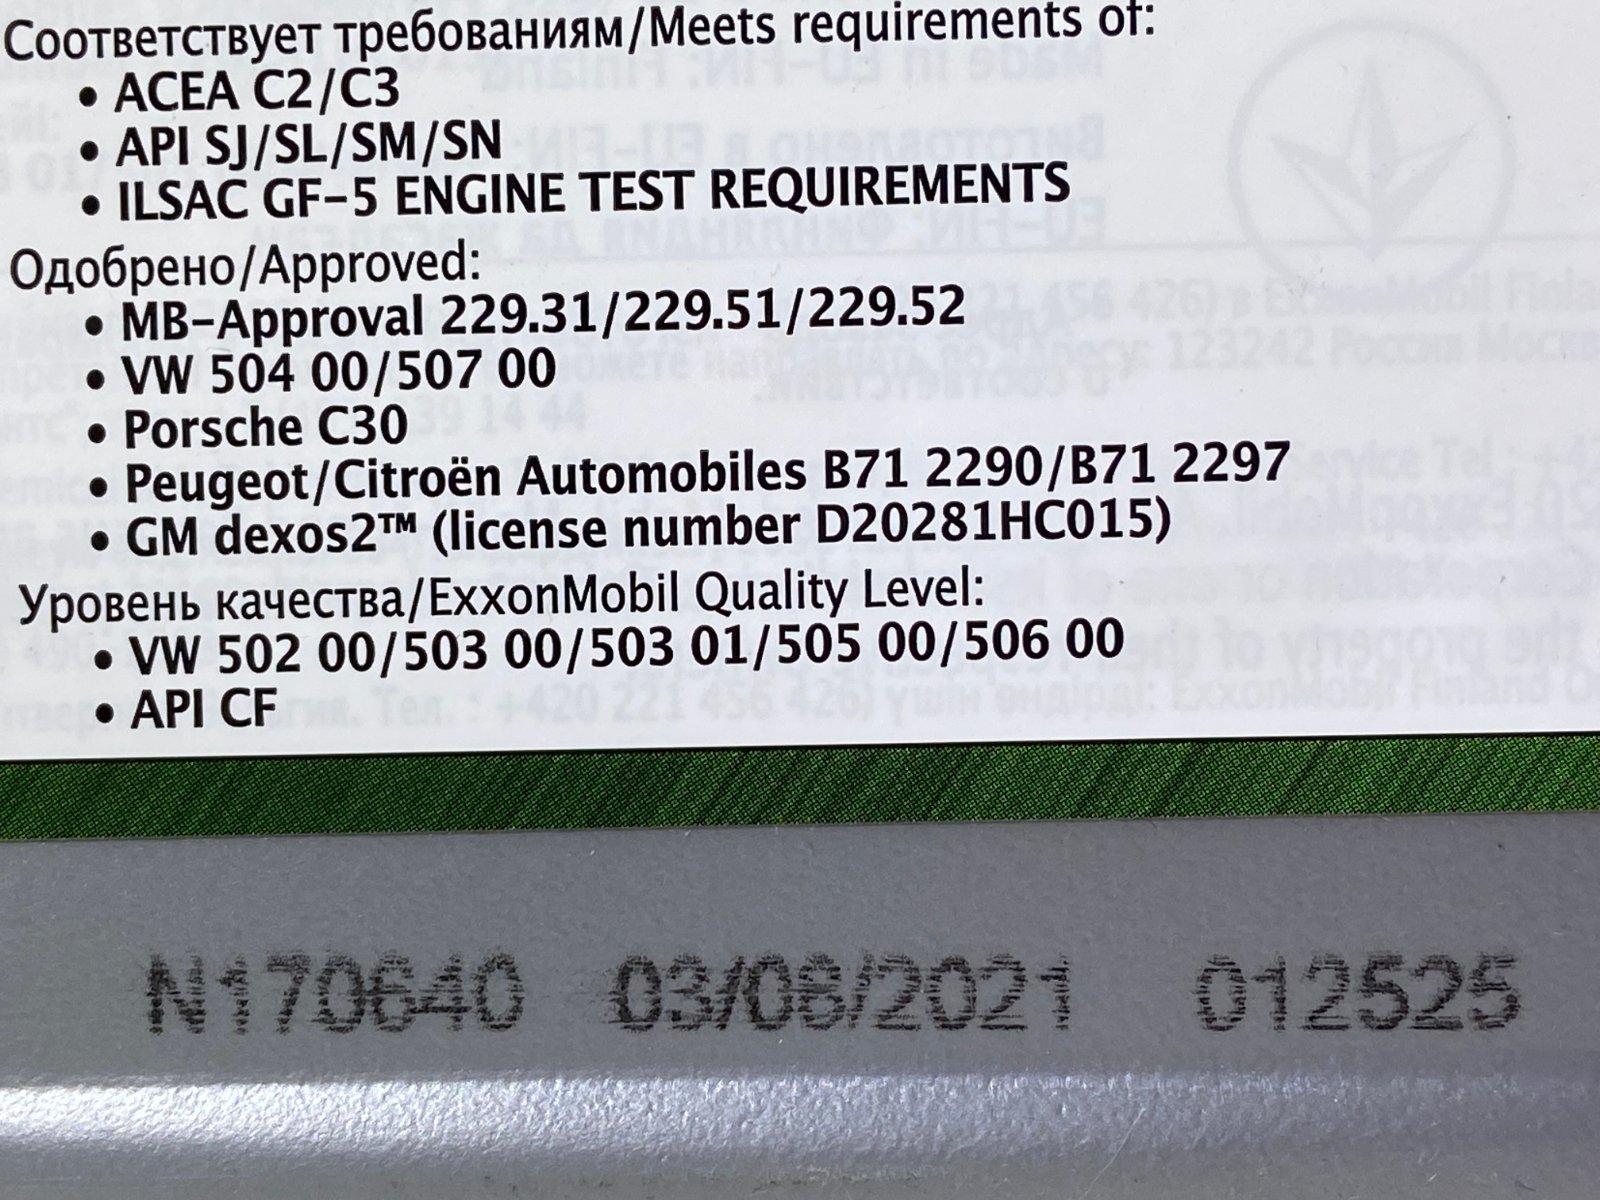 Соответствует требованиям/Meets requirements of:
• ACEA C2/C3
• API SJ/SL/SM/SN
• ILSAC GF-5 ENGINE TEST REQUIREMENTS
Одобрено/Approved:
• MB-Approval 229.31/229.51/229.52
• VW 504 00/507 00
• Porsche C30
• Peugeot/Citroën Automobiles B71 2290/B71 2297
• GM dexos2™ (license number D20281HC015)
Уровень качества/ExxonMobil Quality Level:
• VW 502 00/503 00/503 01/505 00/506 00
• API CF
N170640 03/08/2021 012525